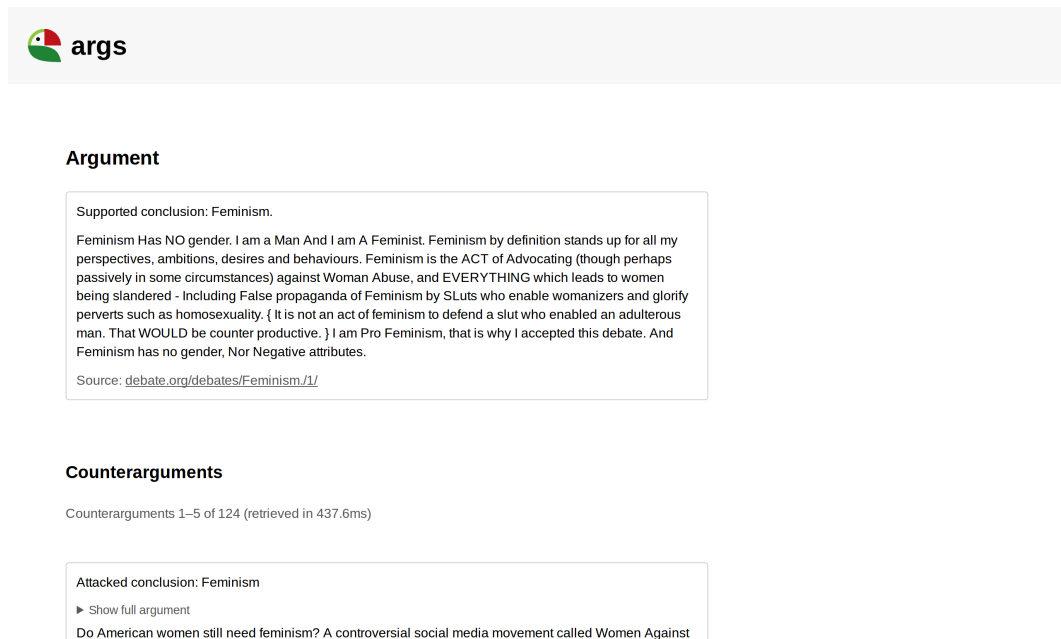 args
Argument
Supported conclusion: Feminism.
Feminism Has NO gender. I am a Man And I am A Feminist. Feminism by definition stands up for all my
perspectives, ambitions, desires and behaviours. Feminism is the ACT of Advocating (though perhaps
passively in some circumstances) against Woman Abuse, and EVERYTHING which leads to women
being slandered - Including False propaganda of Feminism by SLuts who enable womanizers and glorify
perverts such as homosexuality. { It is not an act of feminism to defend a slut who enabled an adulterous
man. That WOULD be counter productive. } I am Pro Feminism, that is why I accepted this debate. And
Feminism has no gender, Nor Negative attributes.
Source: debate.org/debates/Feminism./1/
Counterarguments
Counterarguments 1–5 of 124 (retrieved in 437.6ms)
Attacked conclusion: Feminism
▶ Show full argument
Do American women still need feminism? A controversial social media movement called Women Against